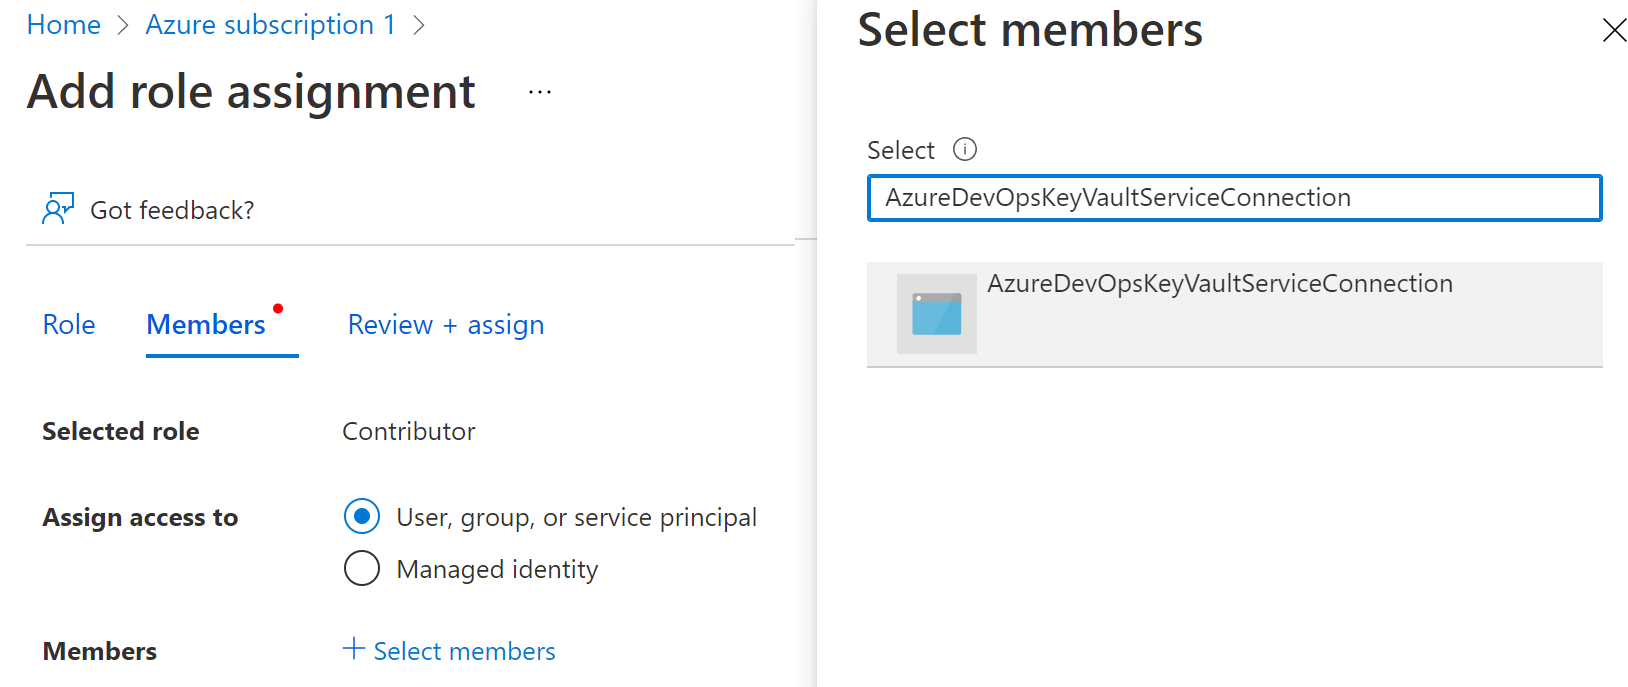 Home > Azure subscription 1 >
Add role assignment ...
Got feedback?
Role Members Review + assign
Selected role Contributor
Assign access to User, group, or service principal
Managed identity
Members + Select members
Select members
Select
AzureDevOpsKeyVaultServiceConnection
AzureDevOpsKeyVaultServiceConnection